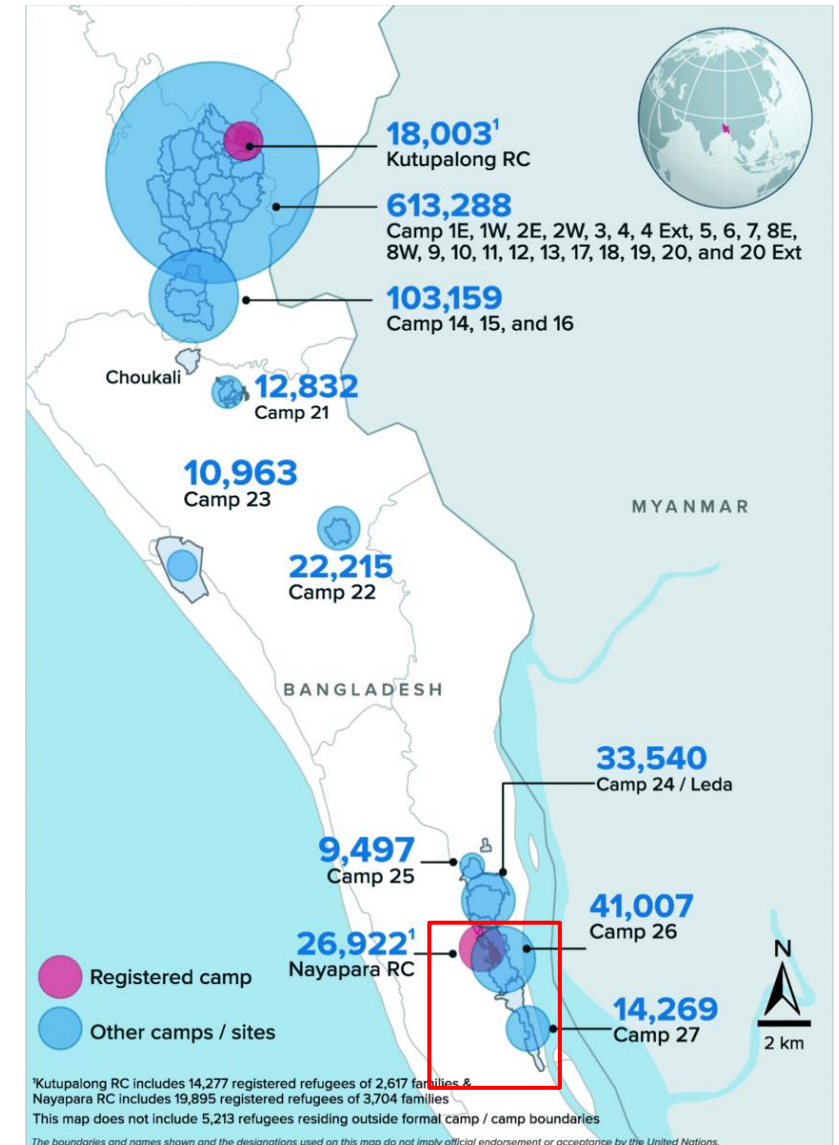 18,003¹
Kutupalong RC
613,288
Camp 1E, 1W, 2E, 2W, 3, 4, 4 Ext, 5, 6, 7, 8E,
8W, 9, 10, 11, 12, 13, 17, 18, 19, 20, and 20 Ext
103,159
Camp 14, 15, and 16
Choukali
12,832
Camp 21
10,963
Camp 23
MYANMAR
22,215
Camp 22
BANGLADESH
33,540
Camp 24 / Leda
9,497
Camp 25
41,007
Camp 26
26,922¹
Nayapara RC
N
Registered camp
14,269
Camp 27
Other camps / sites
2 km
¹Kutupalong RC includes 14,277 registered refugees of 2,617 families &
Nayapara RC includes 19,895 registered refugees of 3,704 families
This map does not include 5,213 refugees residing outside formal camp / camp boundaries
The boundaries and names shown and the designations used on this map do not imply official endorsement or acceptance by the United Nations.